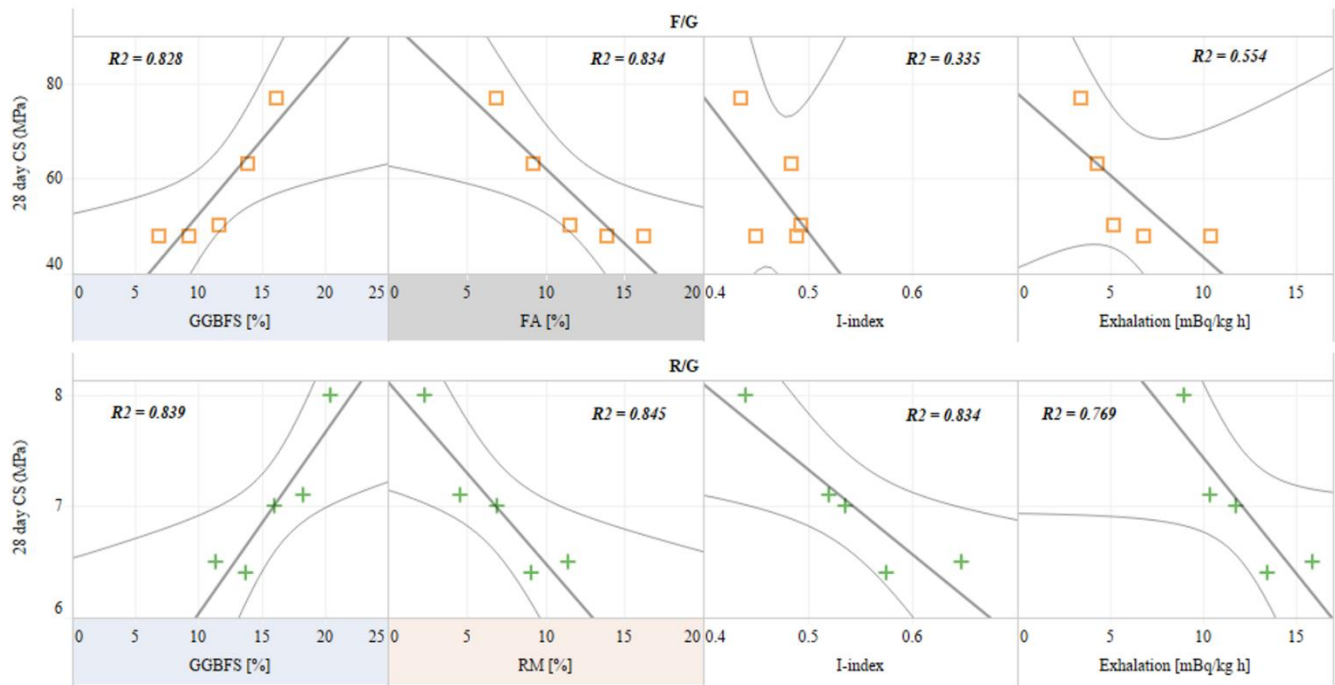 F/G
R2 = 0.828
R2 = 0.834
R2 = 0.335
R2 = 0.554
28 day CS (MPa)
80
60
40
0 5 10 15 20 25
0 5 10 15 20
0.4 0.5 0.6
5 10 15
GGBFS [%]
FA [%]
I-index
Exhalation [mBq/kg h]
R/G
R2 = 0.839
R2 = 0.845
R2 = 0.834
R2 = 0.769
28 day CS (MPa)
8
7
6
0 5 10 15 20 25
0 5 10 15 20
0.4 0.5 0.6
5 10 15
GGBFS [%]
RM [%]
I-index
Exhalation [mBq/kg h]